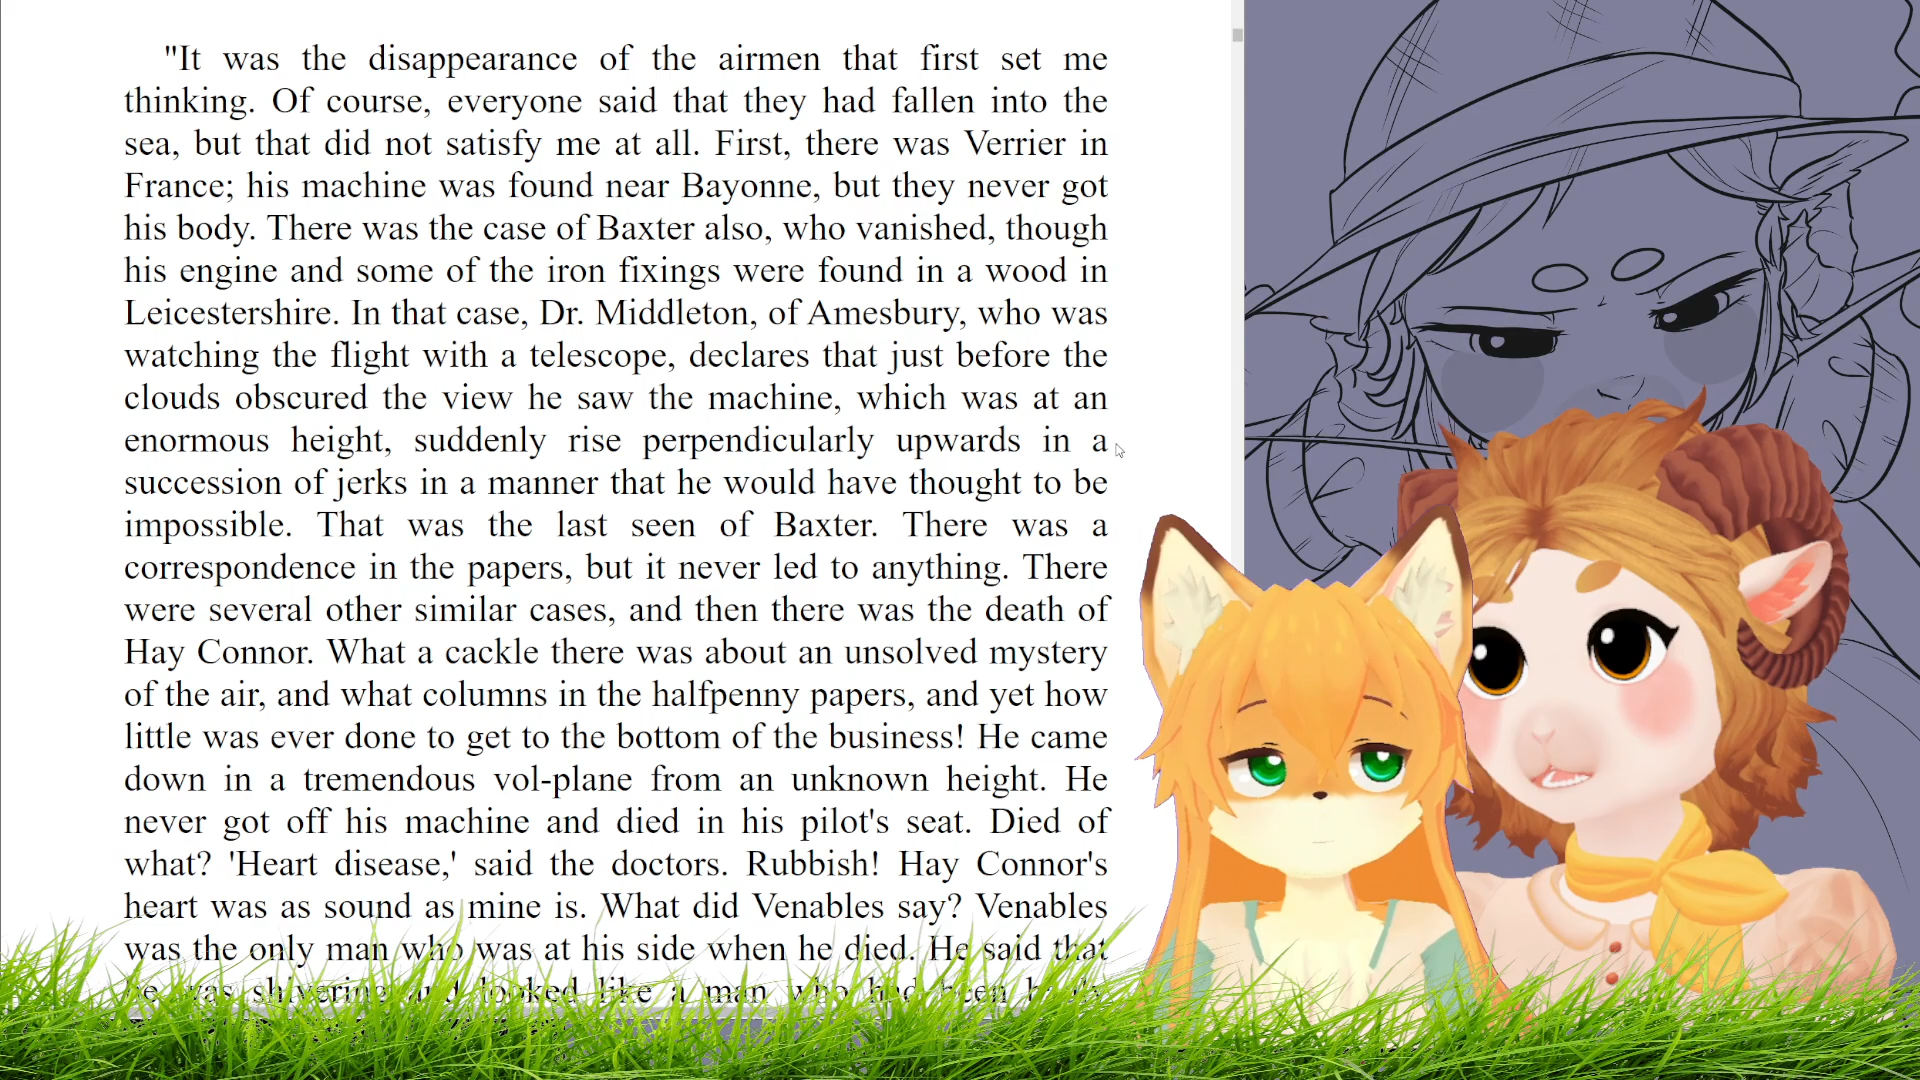 "It was the disappearance of the airmen that first set me
thinking. Of course, everyone said that they had fallen into the
sea, but that did not satisfy me at all. First, there was Verrier in
France; his machine was found near Bayonne, but they never got
his body. There was the case of Baxter also, who vanished, though
his engine and some of the iron fixings were found in a wood in
Leicestershire. In that case, Dr. Middleton, of Amesbury, who was
watching the flight with a telescope, declares that just before the
clouds obscured the view he saw the machine, which was at an
enormous height, suddenly rise perpendicularly upwards in a
succession of jerks in a manner that he would have thought to be
impossible. That was the last seen of Baxter. There was a
correspondence in the papers, but it never led to anything. There
were several other similar cases, and then there was the death of
Hay Connor. What a cackle there was about an unsolved mystery
of the air, and what columns in the halfpenny papers, and yet how
little was ever done to get to the bottom of the business! He came
down in a tremendous vol-plane from an unknown height. He
never got off his machine and died in his pilot's seat. Died of
what? 'Heart disease,' said the doctors. Rubbish! Hay Connor's
heart was as sound as mine is. What did Venables say? Venables
was the only man who was at his side when he died. He said that
he was shivering and looked like a man who had been